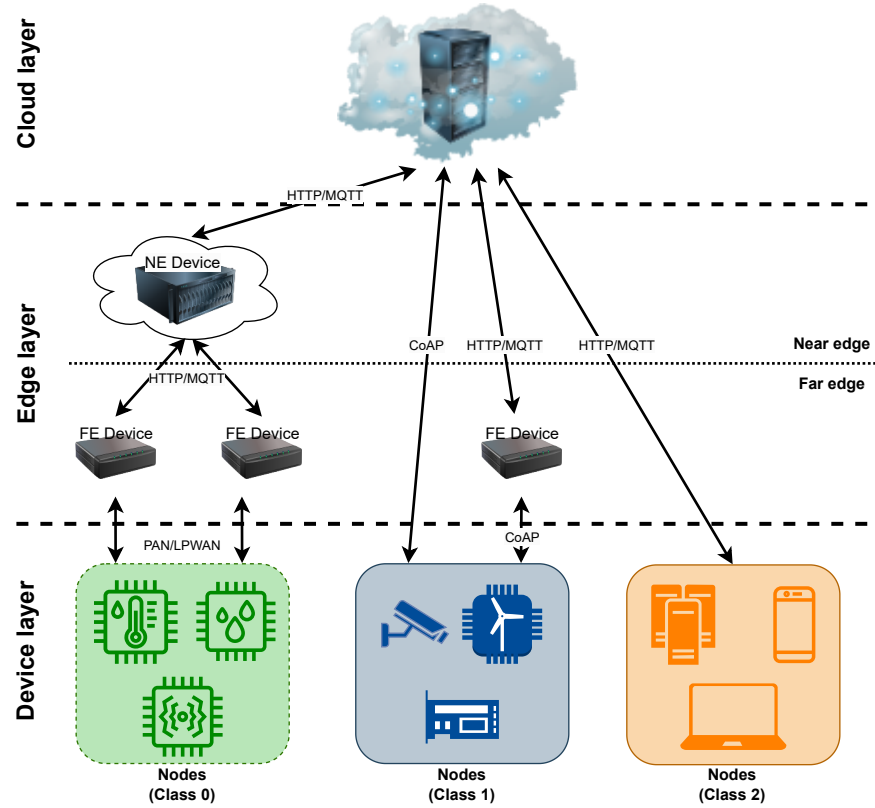 Cloud layer
HTTP/MQTT
NE Device
Edge layer
CoAP
HTTP/MQTT
HTTP/MQTT
Near edge
HTTP/MQTT
Far edge
FE Device
FE Device
FE Device
PAN/LPWAN
CoAP
Device layer
Nodes
(Class 0)
Nodes
(Class 1)
Nodes
(Class 2)